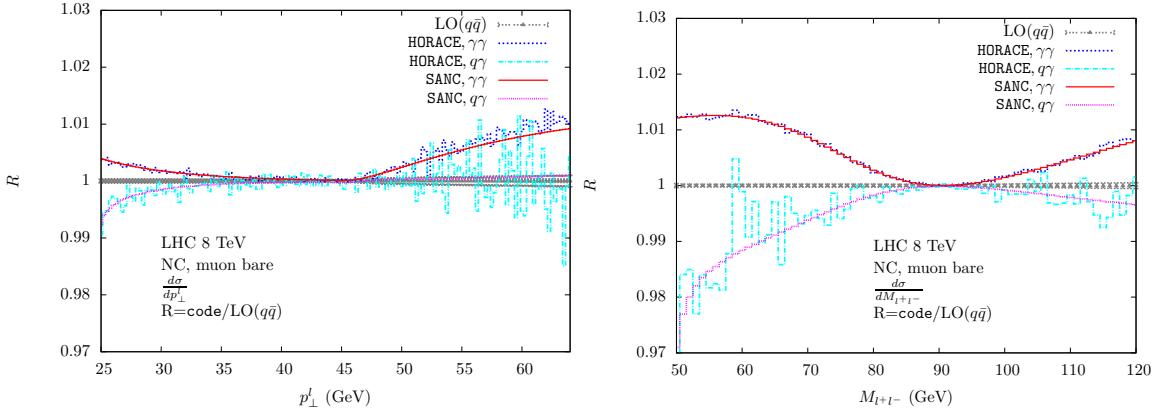 1.03
1.02
1.01
1
0.99
0.98
0.97
R
25 30 35 40 45 50 55 60
p_⊥^l (GeV)
LO(qq̄)
HORACE, γγ
HORACE, qγ
SANC, γγ
SANC, qγ
LHC 8 TeV
NC, muon bare
dσ
dp_⊥^l
R=code/LO(qq̄)
1.03
1.02
1.01
1
0.99
0.98
0.97
R
50 60 70 80 90 100 110 120
M_{l+l−} (GeV)
LO(qq̄)
HORACE, γγ
HORACE, qγ
SANC, γγ
SANC, qγ
LHC 8 TeV
NC, muon bare
dσ
dM_{l+l−}
R=code/LO(qq̄)